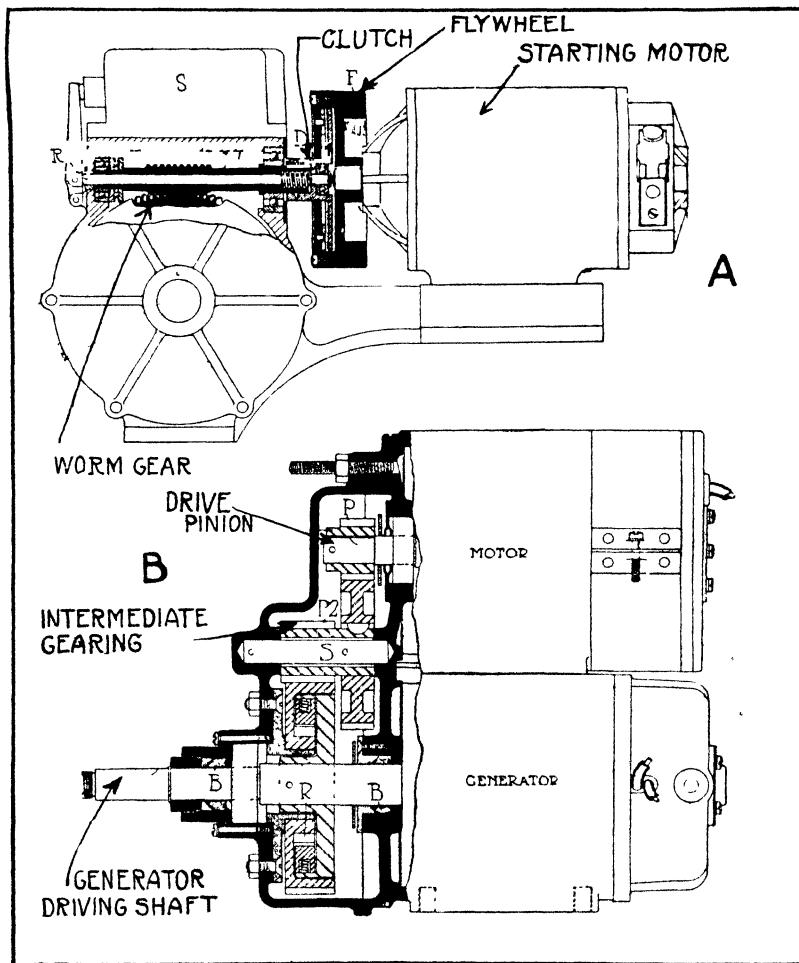 FLYWHEEL
CLUTCH
STARTING MOTOR
S
F
D
R
A
WORM GEAR
DRIVE
PINION
P
B
MOTOR
INTERMEDIATE
GEARING
P2
S
B
R
B
GENERATOR
GENERATOR
DRIVING SHAFT